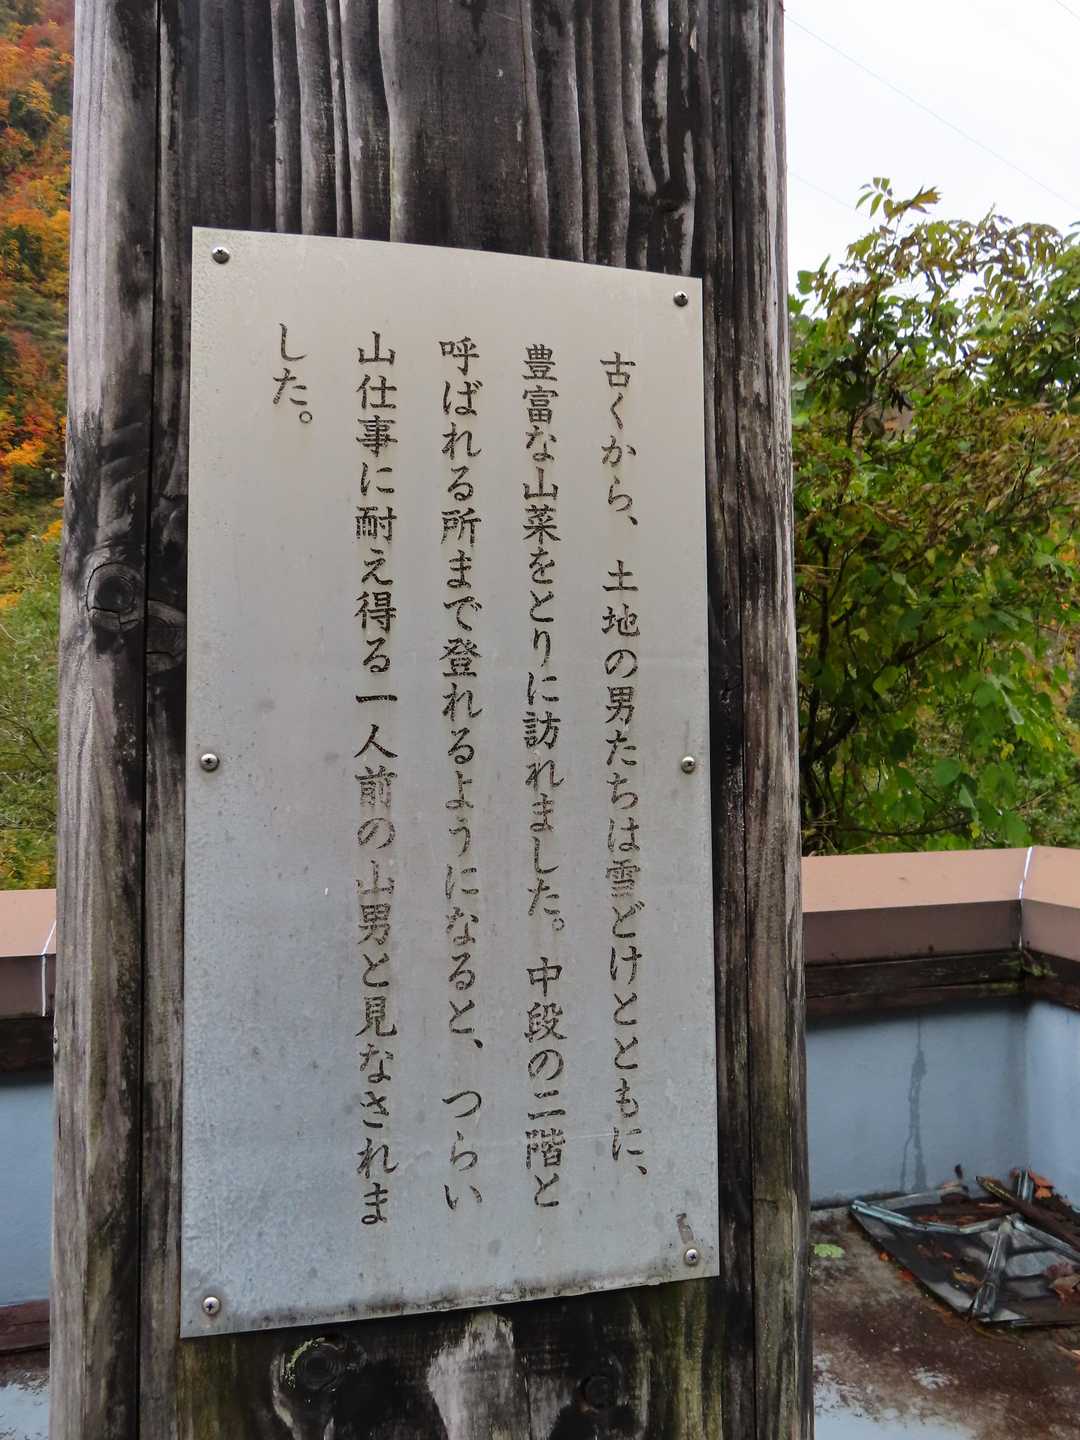 古くから、土地の男たちは雪どけとともに、
豊富な山菜をとりに訪れました。中段の二階と
呼ばれる所まで登れるようになると、つらい
山仕事に耐え得る一人前の山男と見なされま
した。